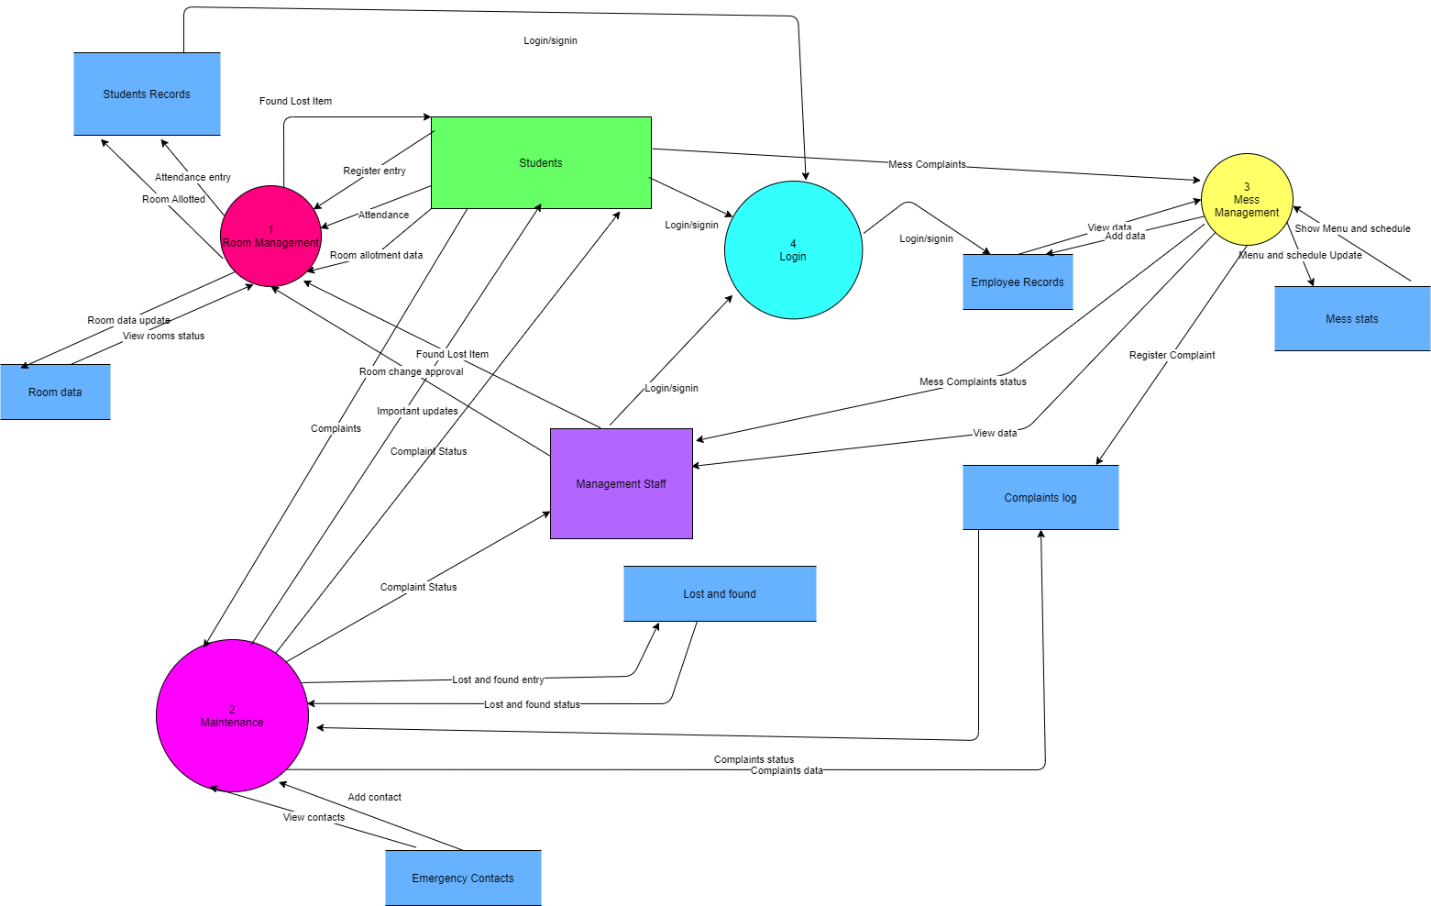 Login/signin
Students Records
Found Lost Item
Students
Mess Complaints
Register entry
Attendance entry
Room Allotted
Attendance
3
Mess
Management
Login/signin
1
Room Management
4
Login
Login/signin
View data
Add data
Show Menu and schedule
Room allotment data
Menu and schedule Update
Employee Records
Room data update
View rooms status
Mess stats
Found Lost Item
Room change approval
Register Complaint
Room data
Login/signin
Mess Complaints status
Important updates
Complaints
View data
Complaint Status
Management Staff
Complaints log
Complaint Status
Lost and found
Lost and found entry
Lost and found status
2
Maintenance
Complaints status
Complaints data
Add contact
View contacts
Emergency Contacts